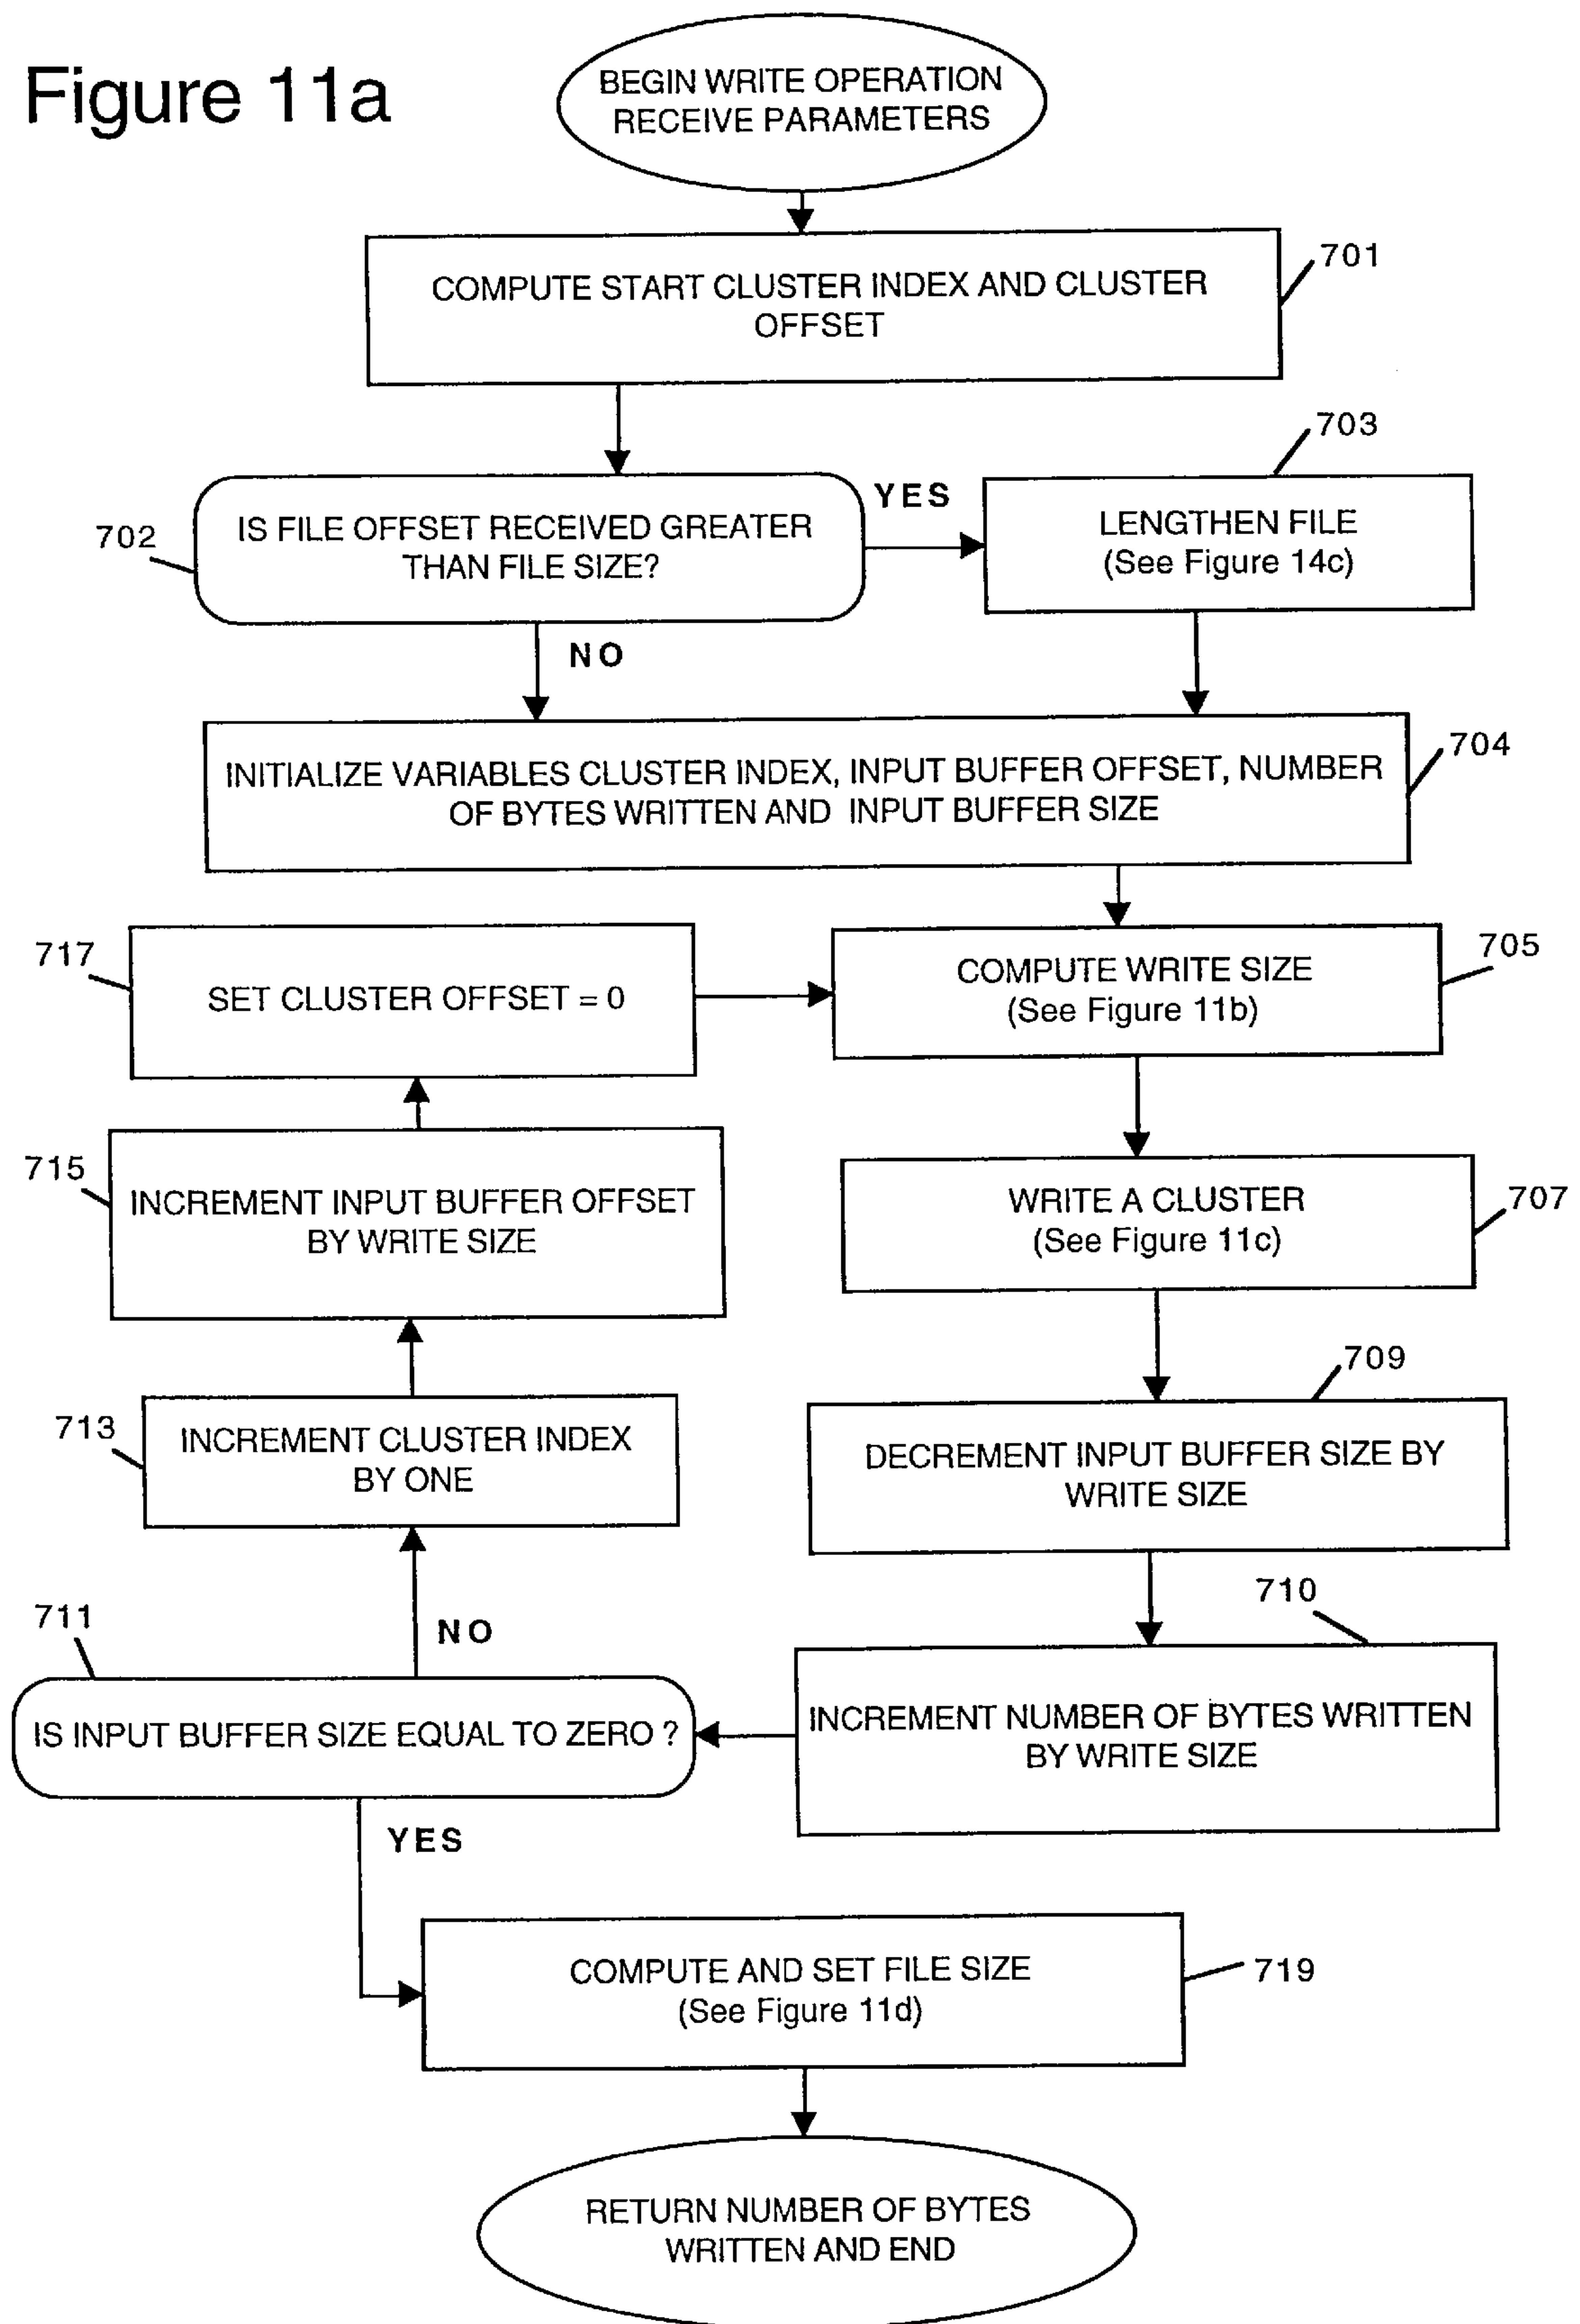 Figure 11a
BEGIN WRITE OPERATION
RECEIVE PARAMETERS
701
COMPUTE START CLUSTER INDEX AND CLUSTER
OFFSET
703
702
IS FILE OFFSET RECEIVED GREATER
THAN FILE SIZE?
YES
LENGTHEN FILE
(See Figure 14c)
NO
704
INITIALIZE VARIABLES CLUSTER INDEX, INPUT BUFFER OFFSET, NUMBER
OF BYTES WRITTEN AND INPUT BUFFER SIZE
717
SET CLUSTER OFFSET = 0
705
COMPUTE WRITE SIZE
(See Figure 11b)
715
INCREMENT INPUT BUFFER OFFSET
BY WRITE SIZE
707
WRITE A CLUSTER
(See Figure 11c)
709
713
INCREMENT CLUSTER INDEX
BY ONE
DECREMENT INPUT BUFFER SIZE BY
WRITE SIZE
710
711
NO
IS INPUT BUFFER SIZE EQUAL TO ZERO ?
INCREMENT NUMBER OF BYTES WRITTEN
BY WRITE SIZE
YES
COMPUTE AND SET FILE SIZE
(See Figure 11d)
719
RETURN NUMBER OF BYTES
WRITTEN AND END